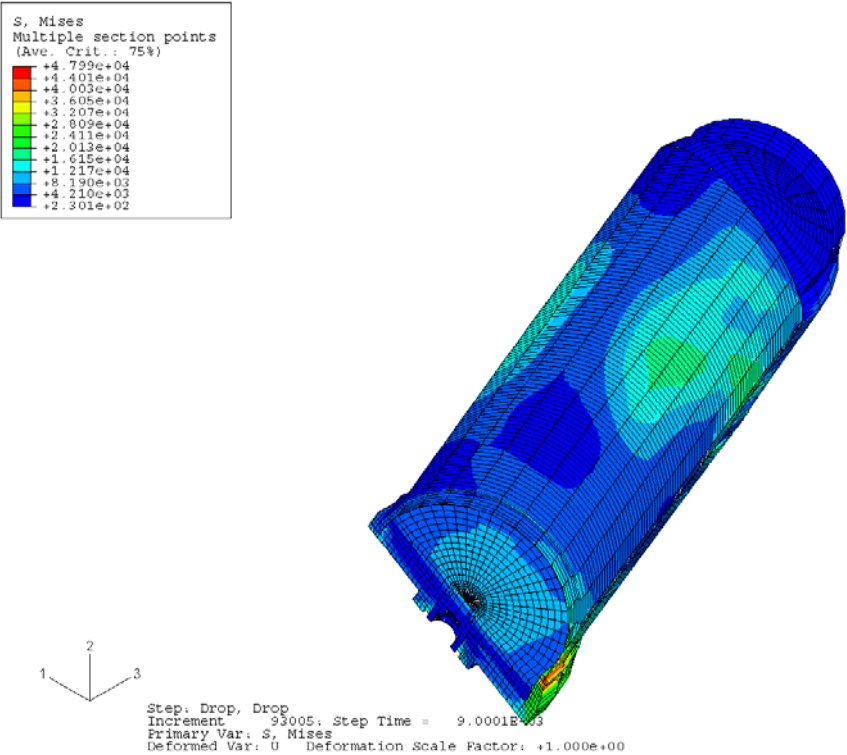 S, Mises
Multiple section points
(Ave. Crit.: 75%)
+4.799e+04
+4.401e+04
+4.003e+04
+3.605e+04
+3.207e+04
+2.809e+04
+2.411e+04
+2.013e+04
+1.615e+04
+1.217e+04
+8.190e+03
+4.210e+03
+2.301e+02
2
1
3
Step: Drop, Drop
Increment 93005: Step Time = 9.0001E-03
Primary Var: S, Mises
Deformed Var: U Deformation Scale Factor: +1.000e+00